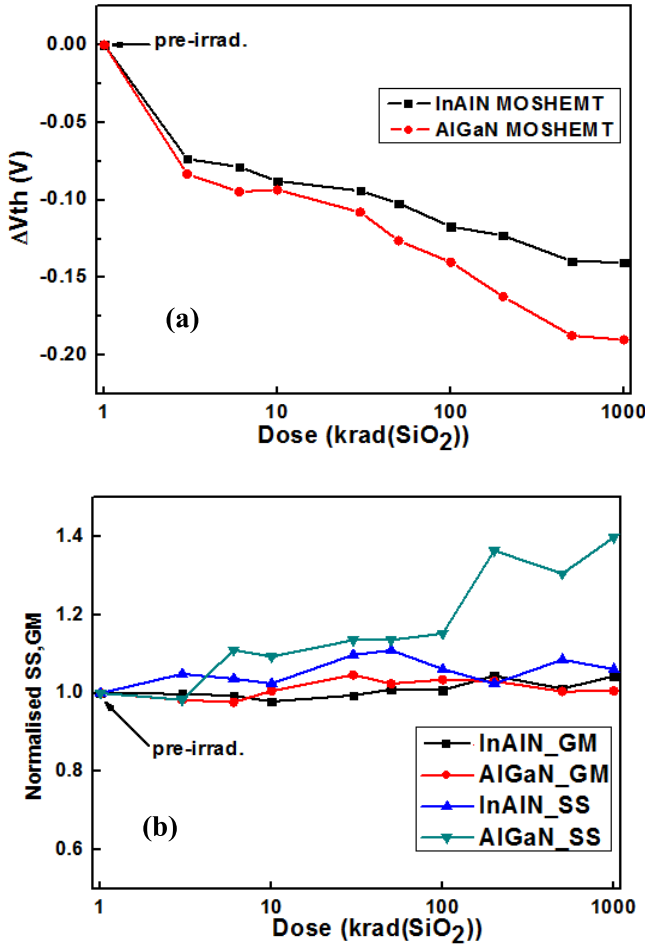 0.00
pre-irrad.
InAlN MOSHEMT
AlGaN MOSHEMT
-0.05
-0.10
-0.15
-0.20
ΔVth (V)
(a)
1 10 100 1000
Dose (krad(SiO2))
1.4
1.2
1.0
0.8
0.6
Normalised SS,GM
pre-irrad.
InAlN_GM
AlGaN_GM
InAlN_SS
AlGaN_SS
(b)
1 10 100 1000
Dose (krad(SiO2))